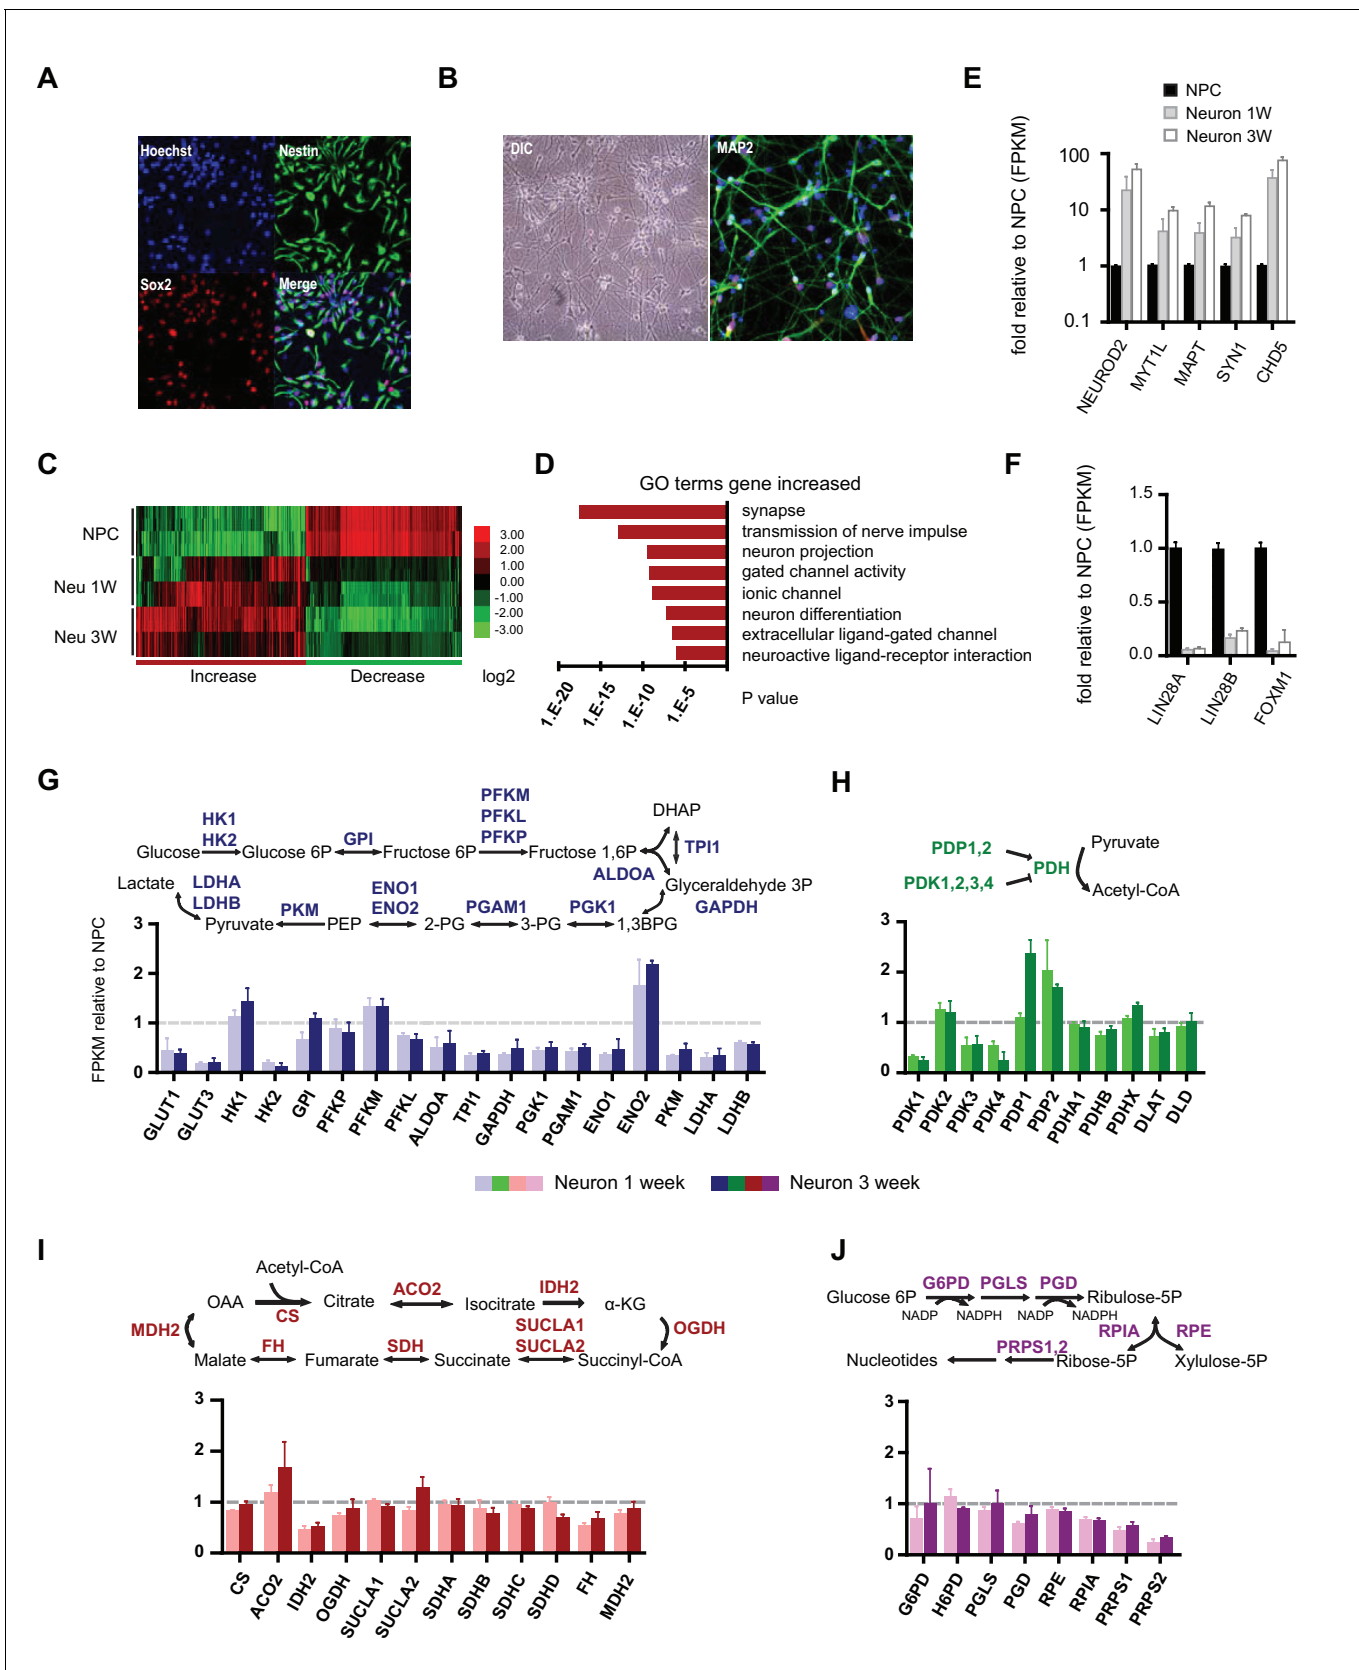 A
Hoechst
Nestin
Sox2
Merge
B
DIC
MAP2
E
NPC
Neuron 1W
Neuron 3W
fold relative to NPC (FPKM)
100
10
1
0.1
NEUROD2
MYT1L
MAPT
SYN1
CHD5
C
NPC
Neu 1W
Neu 3W
3.00
2.00
1.00
0.00
-1.00
-2.00
-3.00
Increase
Decrease
log2
D
GO terms gene increased
synapse
transmission of nerve impulse
neuron projection
gated channel activity
ionic channel
neuron differentiation
extracellular ligand-gated channel
neuroactive ligand-receptor interaction
1.E-20
1.E-15
1.E-10
1.E-5
P value
F
fold relative to NPC (FPKM)
1.5
1.0
0.5
0.0
LIN28A
LIN28B
FOXM1
G
HK1
HK2
PFKM
PFKL
PFKP
DHAP
Glucose
Glucose 6P
GPI
Fructose 6P
Fructose 1,6P
TPI1
ALDOA
Lactate
LDHA
LDHB
ENO1
ENO2
Glyceraldehyde 3P
GAPDH
Pyruvate
PKM
PEP
2-PG
PGAM1
3-PG
PGK1
1,3BPG
FPKM relative to NPC
3
2
1
0
GLUT1
GLUT3
HK1
HK2
GPI
PFKP
PFKM
PFKL
ALDOA
TPI1
GAPDH
PGK1
PGAM1
ENO1
ENO2
PKM
LDHA
LDHB
H
PDP1,2
PDK1,2,3,4
PDH
Pyruvate
Acetyl-CoA
3
2
1
0
PDK1
PDK2
PDK3
PDK4
PDP1
PDP2
PDHA1
PDHB
PDHX
DLAT
DLD
Neuron 1 week
Neuron 3 week
I
Acetyl-CoA
OAA
CS
Citrate
ACO2
Isocitrate
IDH2
α-KG
MDH2
SUCLA1
SUCLA2
OGDH
Malate
FH
Fumarate
SDH
Succinate
Succinyl-CoA
3
2
1
0
CS
ACO2
IDH2
OGDH
SUCLA1
SUCLA2
SDHA
SDHB
SDHC
SDHD
FH
MDH2
J
G6PD
PGLS
PGD
Glucose 6P
Ribulose-5P
NADP
NADPH
NADP
NADPH
RPIA
RPE
PRPS1,2
Nucleotides
Ribose-5P
Xylulose-5P
3
2
1
0
G6PD
H6PD
PGLS
PGD
RPE
RPIA
PRPS1
PRPS2